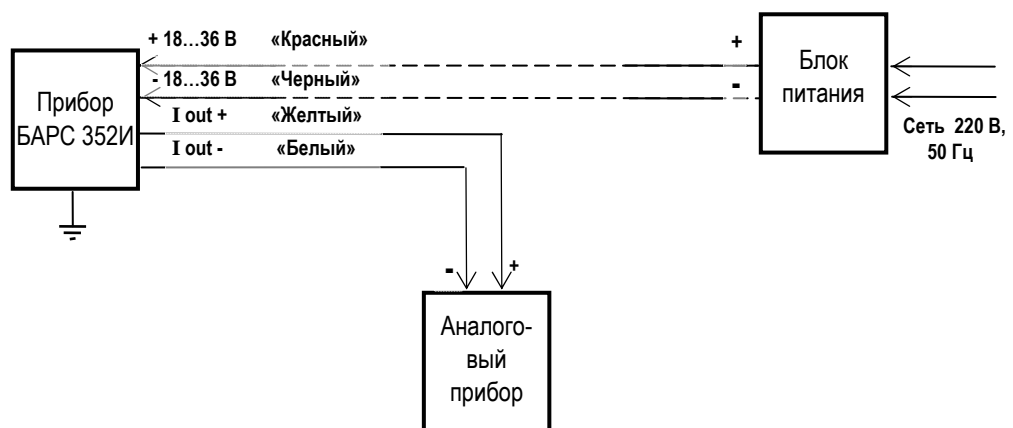 + 18...36 В «Красный»
+
- 18...36 В «Черный»
-
I out + «Желтый»
I out - «Белый»
Прибор
БАРС 352И
Блок
питания
Сеть 220 В,
50 Гц
- +
Аналого-
вый
прибор